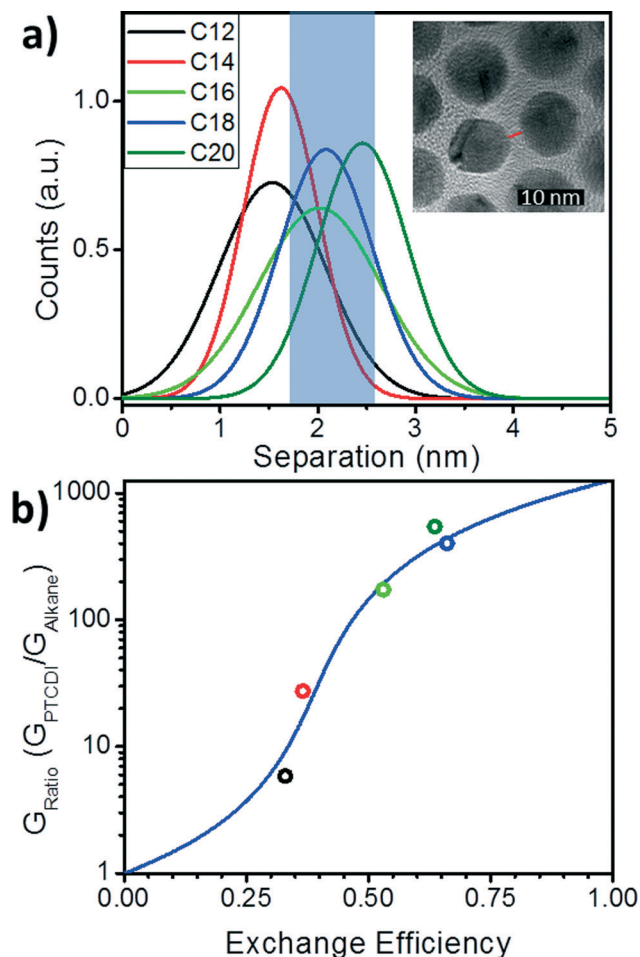 a)
C12
C14
C16
C18
C20
10 nm
1.0
0.5
0.0
Counts (a.u.)
0 1 2 3 4 5
Separation (nm)
b)
1000
100
10
1
G_Ratio (G_PTCDI/G_Alkane)
0.00 0.25 0.50 0.75 1.00
Exchange Efficiency